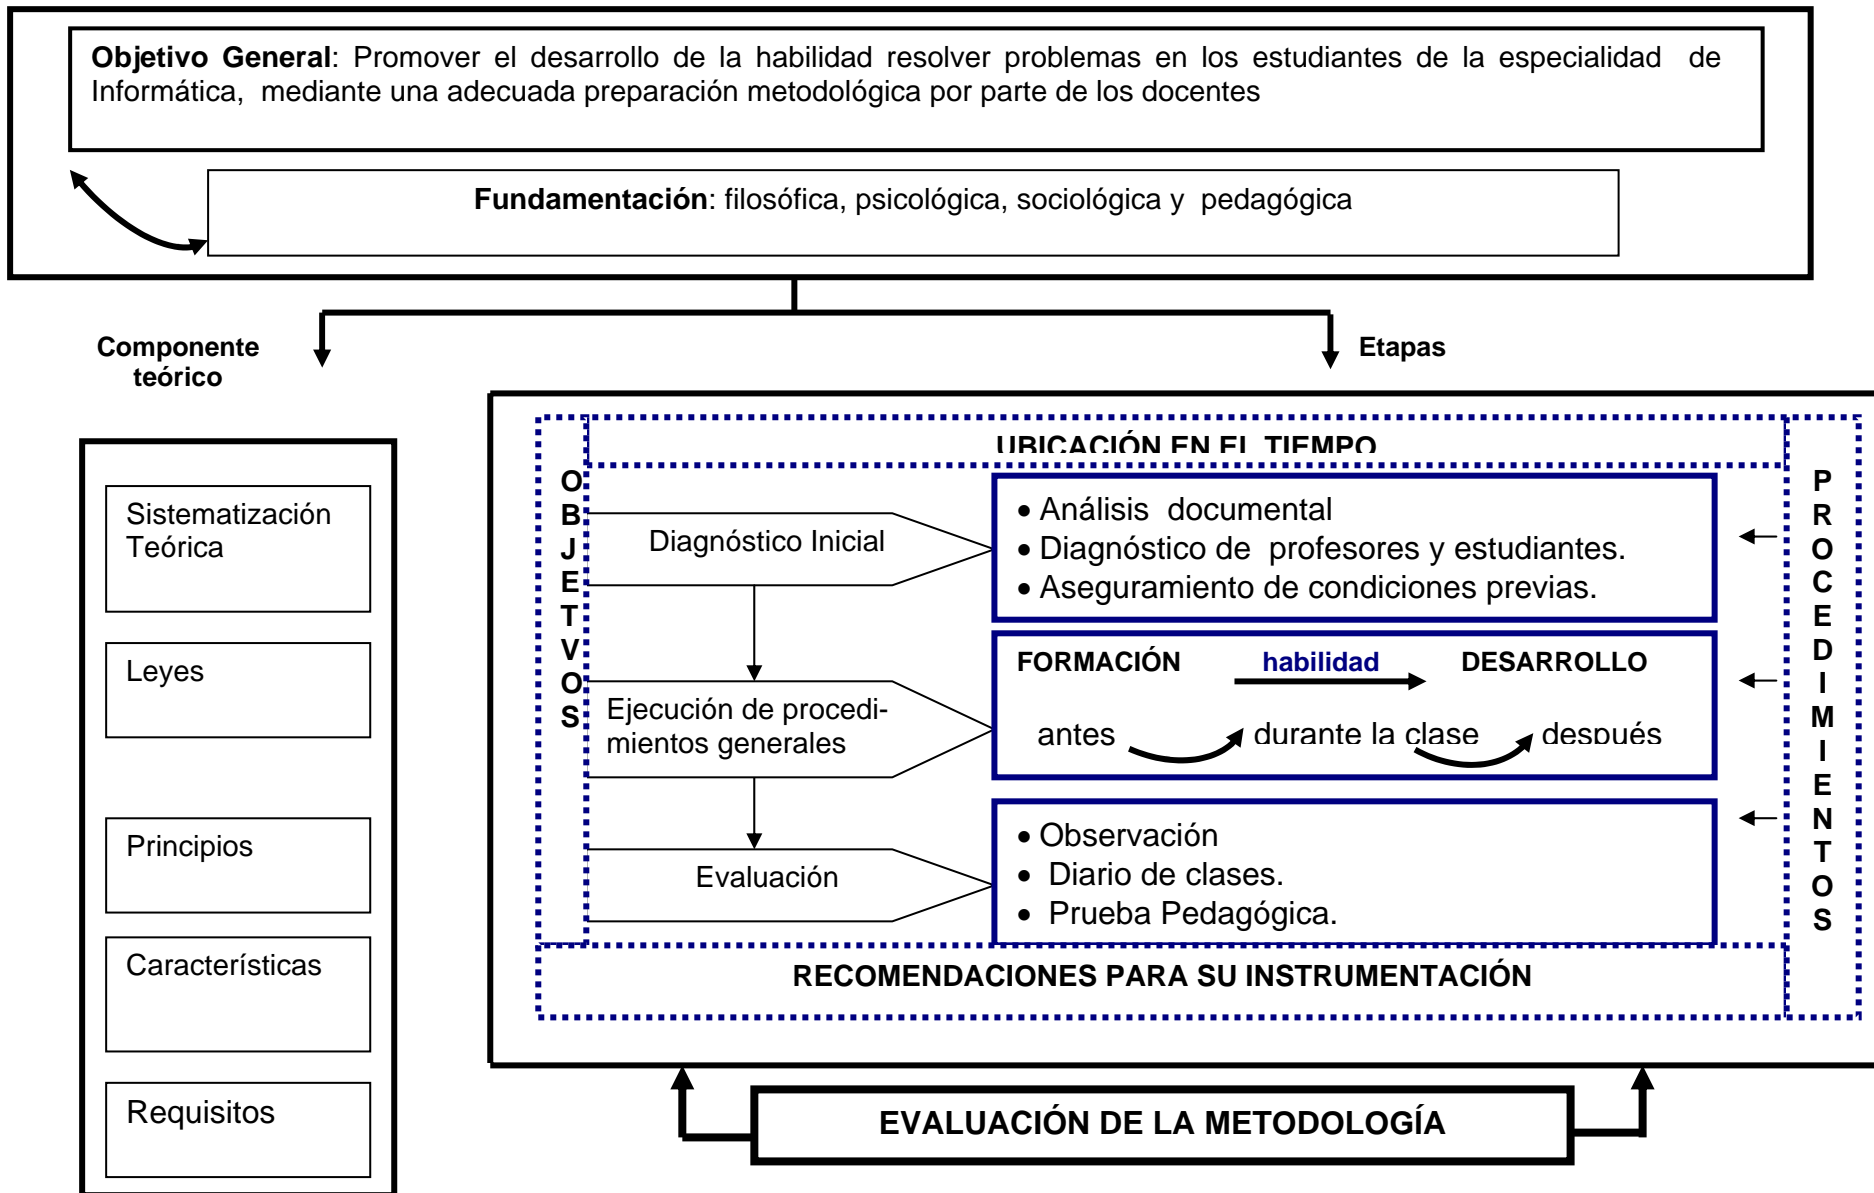 Objetivo General: Promover el desarrollo de la habilidad resolver problemas en los estudiantes de la especialidad de
Informática, mediante una adecuada preparación metodológica por parte de los docentes
Fundamentación: filosófica, psicológica, sociológica y pedagógica
Componente
teórico
Etapas
Sistematización
Teórica
Leyes
Principios
Características
Requisitos
UBICACIÓN EN EL TIEMPO
OBJETVOS
Diagnóstico Inicial
• Análisis documental
• Diagnóstico de profesores y estudiantes.
• Aseguramiento de condiciones previas.
Ejecución de procedi-
mientos generales
FORMACIÓN habilidad DESARROLLO
antes durante la clase después
Evaluación
• Observación
• Diario de clases.
• Prueba Pedagógica.
PROCEDIMIENTOS
RECOMENDACIONES PARA SU INSTRUMENTACIÓN
EVALUACIÓN DE LA METODOLOGÍA